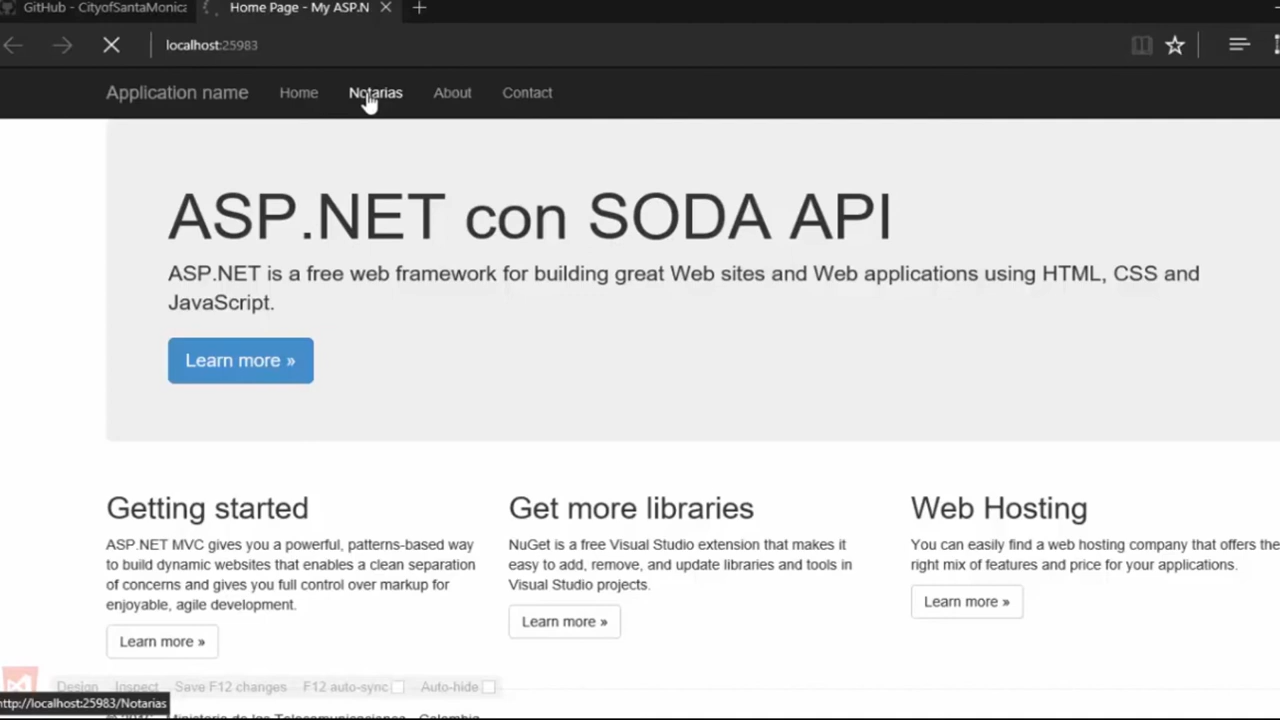 GitHub - CityofSantaMonica
Home Page - My ASP.N
localhost:25983
Application name Home Notarias About Contact
ASP.NET con SODA API
ASP.NET is a free web framework for building great Web sites and Web applications using HTML, CSS and
JavaScript.
Learn more »
Getting started
ASP.NET MVC gives you a powerful, patterns-based way
to build dynamic websites that enables a clean separation
of concerns and gives you full control over markup for
enjoyable, agile development.
Learn more »
Get more libraries
NuGet is a free Visual Studio extension that makes it
easy to add, remove, and update libraries and tools in
Visual Studio projects.
Learn more »
Web Hosting
You can easily find a web hosting company that offers the
right mix of features and price for your applications.
Learn more »
Design Inspect Save F12 changes F12 auto-sync Auto-hide
http://localhost:25983/Notarias
Ministerio de las Telecomunicaciones - Colombia